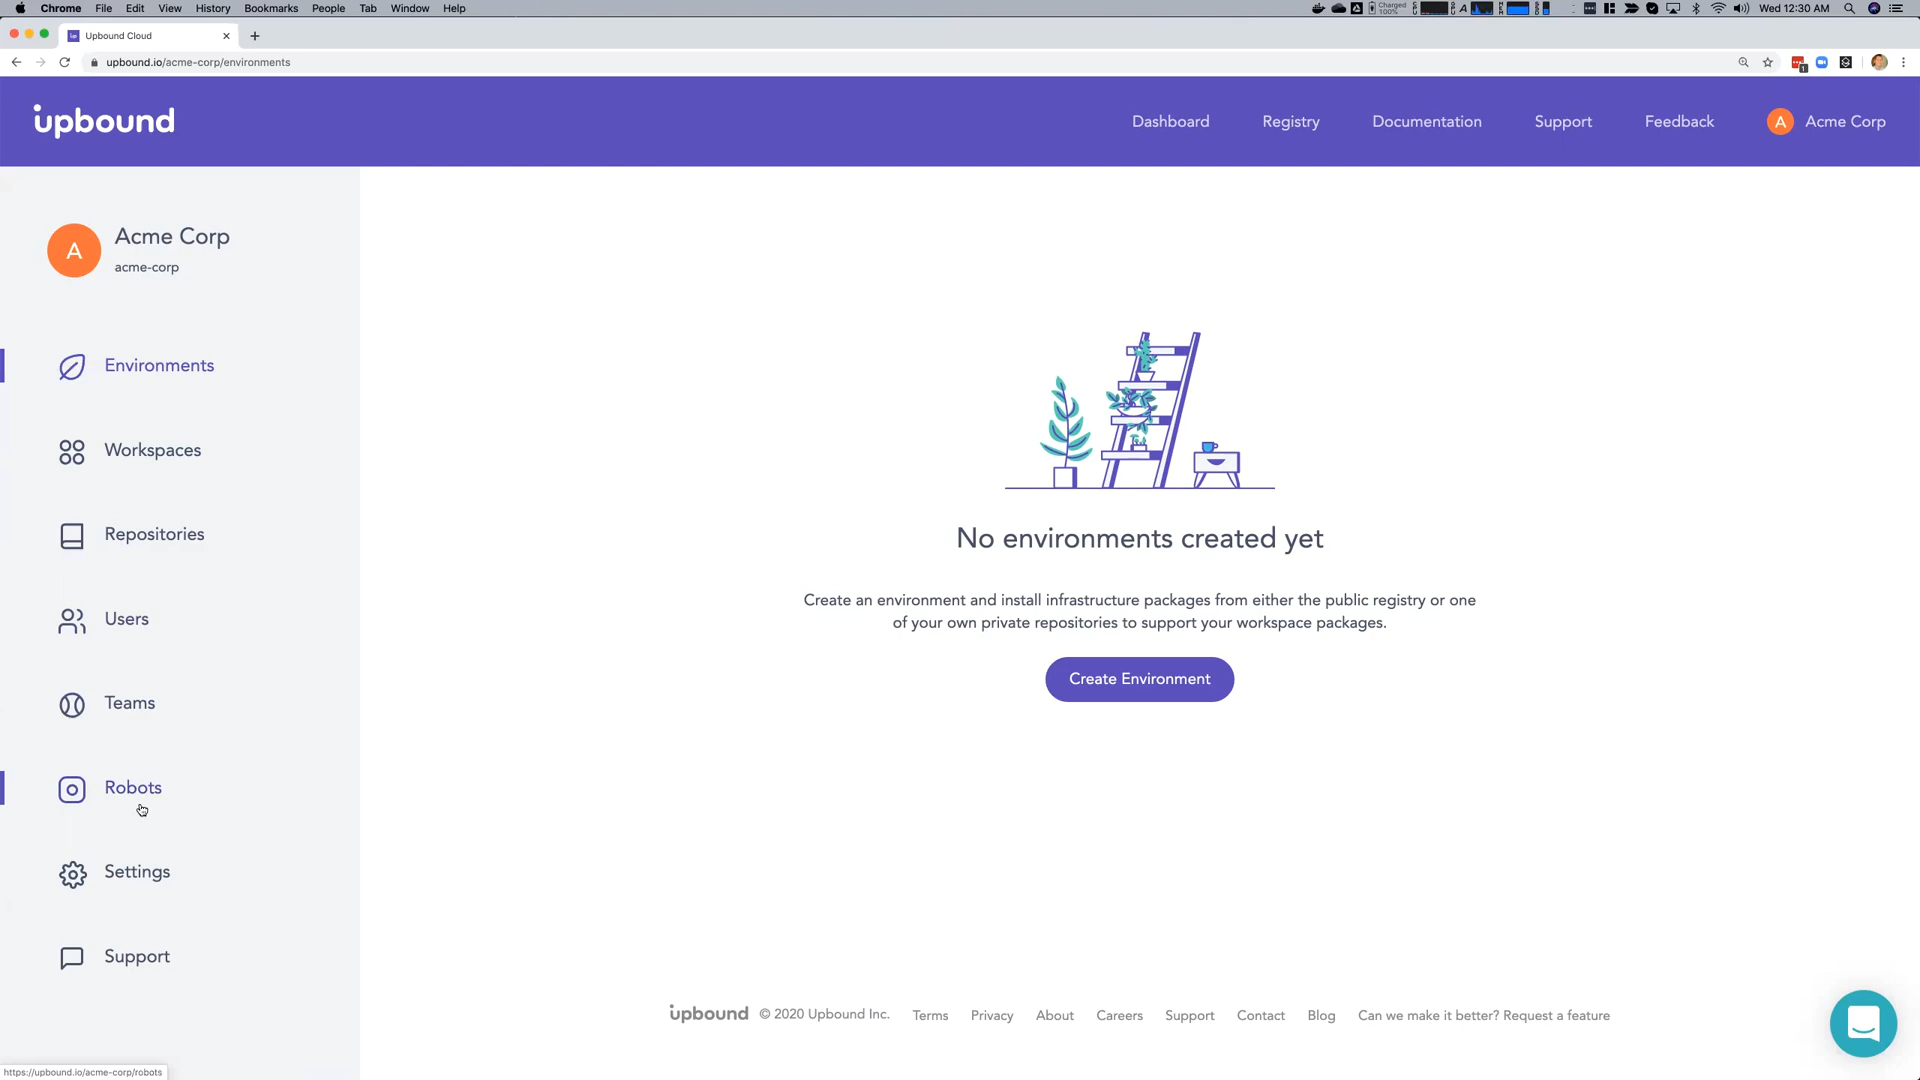 Chrome File Edit View History Bookmarks People Tab Window Help
Charged 100%
Wed 12:30 AM
Upbound Cloud
upbound.io/acme-corp/environments
1
upbound
Dashboard
Registry
Documentation
Support
Feedback
A
Acme Corp
A
Acme Corp
acme-corp
Environments
Workspaces
Repositories
Users
Teams
Robots
Settings
Support
No environments created yet
Create an environment and install infrastructure packages from either the public registry or one
of your own private repositories to support your workspace packages.
Create Environment
upbound © 2020 Upbound Inc. Terms Privacy About Careers Support Contact Blog Can we make it better? Request a feature
https://upbound.io/acme-corp/robots